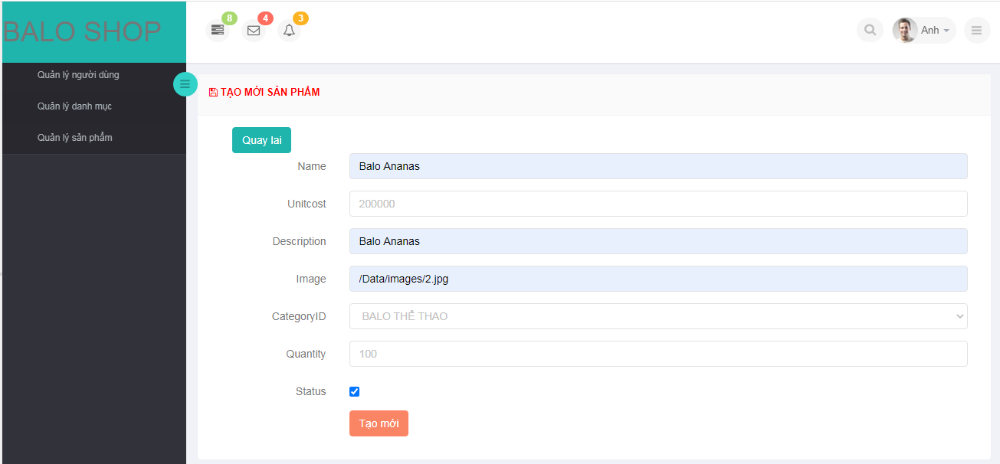 BALO SHOP
8
4
3
Anh
Quản lý người dùng
Quản lý danh mục
Quản lý sản phẩm
TẠO MỚI SẢN PHẨM
Quay lai
Name
Balo Ananas
Unitcost
200000
Description
Balo Ananas
Image
/Data/images/2.jpg
CategoryID
BALO THỂ THAO
Quantity
100
Status
Tạo mới